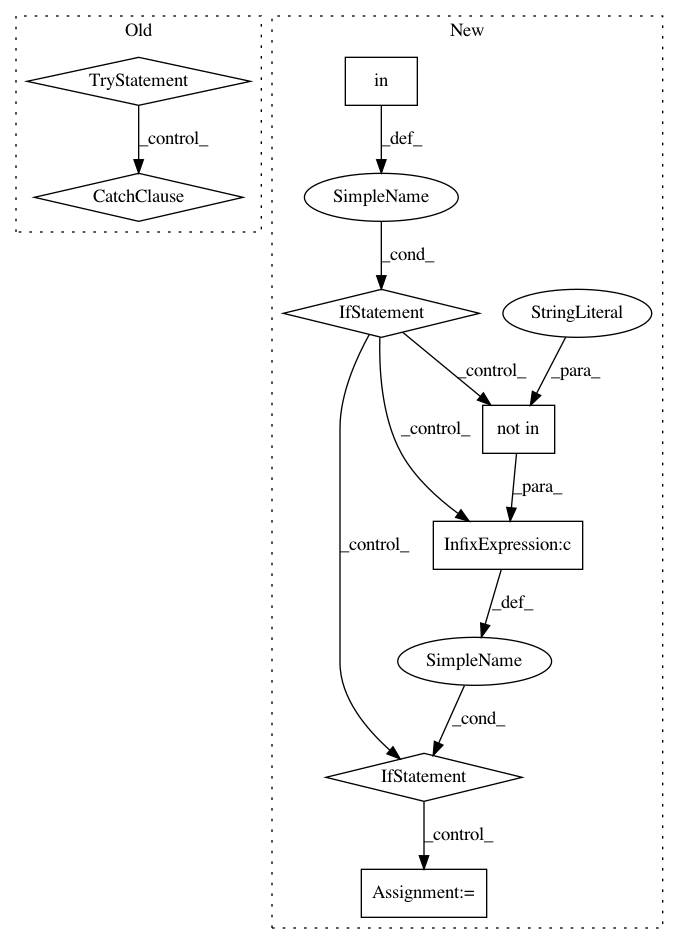 Old
New
TryStatement
in
_control_
_def_
CatchClause
SimpleName
_cond_
IfStatement
StringLiteral
_control_
_para_
_control_
not in
_para_
_control_
InfixExpression:c
_def_
SimpleName
_cond_
IfStatement
_control_
Assignment:=